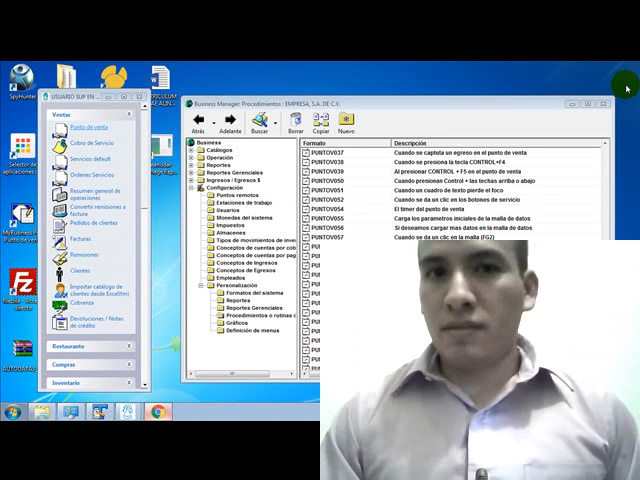 SpyHunter
CURRICULUM
Selector de
aplicaciones
MyBusiness
Punto de
directo
USUARIO SUP EN
Ventas
Punto de venta
Cobro de Servicio
Servicios default
Ordenes Servicio
Resumen general de
operaciones
Convertir remisiones a
factura
Pedidos de clientes
Facturas
Remisiones
Clientes
Importar catálogo de
clientes desde Excel(tm)
Cobranza
Devoluciones / Notas
de crédito
Restaurante
Compras
Inventario
Business Manager: Procedimientos : EMPRESA, S.A. DE C.V.
Atrás
Adelante
Buscar
Borrar
Copiar
Nuevo
Business
Catálogos
Operación
Reportes
Reportes Gerenciales
Ingresos / Egresos $
Configuración
Puntos remotos
Estaciones de trabajo
Usuarios
Monedas del sistema
Impuestos
Almacenes
Tipos de movimientos de inve
Conceptos de cuentas por cob
Conceptos de cuentas por pag
Conceptos de Ingresos
Conceptos de Egresos
Empleados
Personalización
Formatos del sistema
Reportes
Reportes Gerenciales
Procedimientos o rutinas d
Gráficos
Definición de menus
Formato Descripción
PUNTOV037 Cuando se captuta un egreso en el punto de venta
PUNTOV038 Cuando se presiona la tecla CONTROL+F4
PUNTOV039 Al presionar CONTROL + F5 en el punto de venta
PUNTOV050 Cuando presionan Control + las techas arriba o abajo
PUNTOV051 Cuando un cuadro de texto pierde el foco
PUNTOV052 Cuando se da un clic en los botones de servicio
PUNTOV054 El timer del punto de venta
PUNTOV055 Carga los parametros iniciales de la malla de datos
PUNTOV056 Si deseamos cargar mas datos en la malla de datos
PUNTOV057 Cuando se da un clic en la malla (FG2)